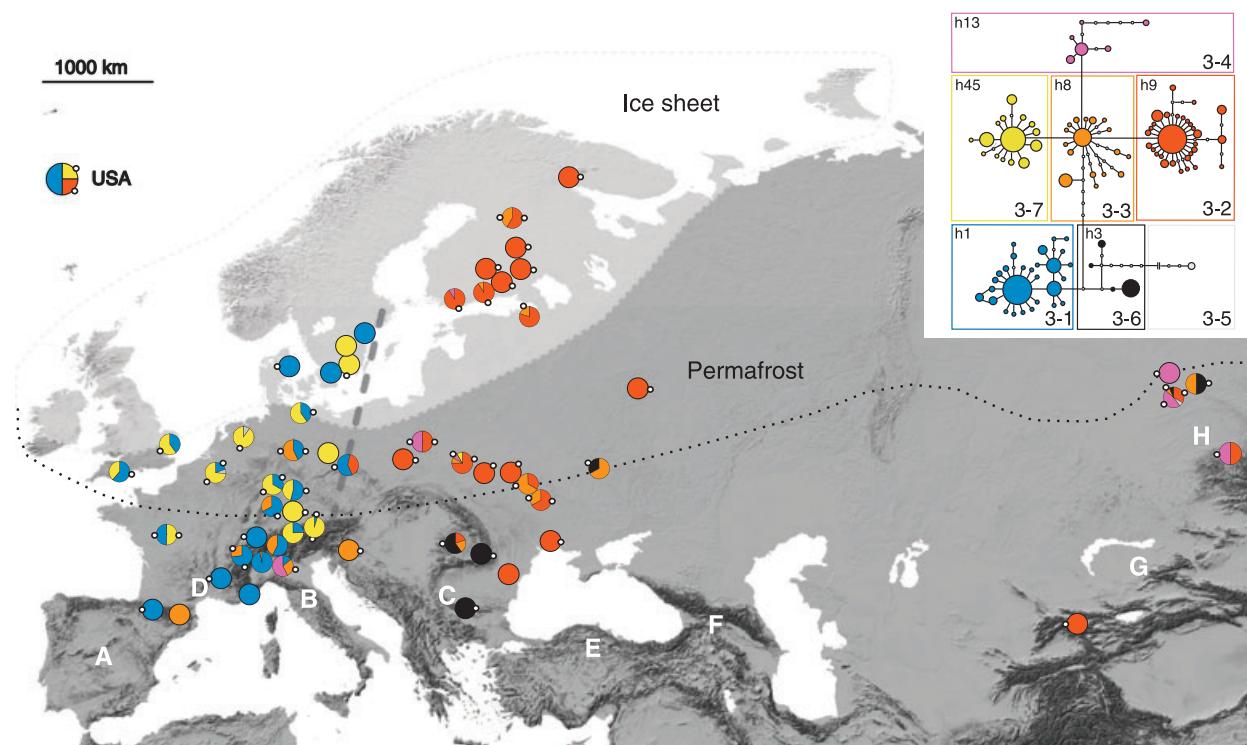 1000 km
USA
Ice sheet
Permafrost
h13
3-4
h45
h8
h9
3-7
3-3
3-2
h1
h3
3-1
3-6
3-5
A
B
C
D
E
F
G
H